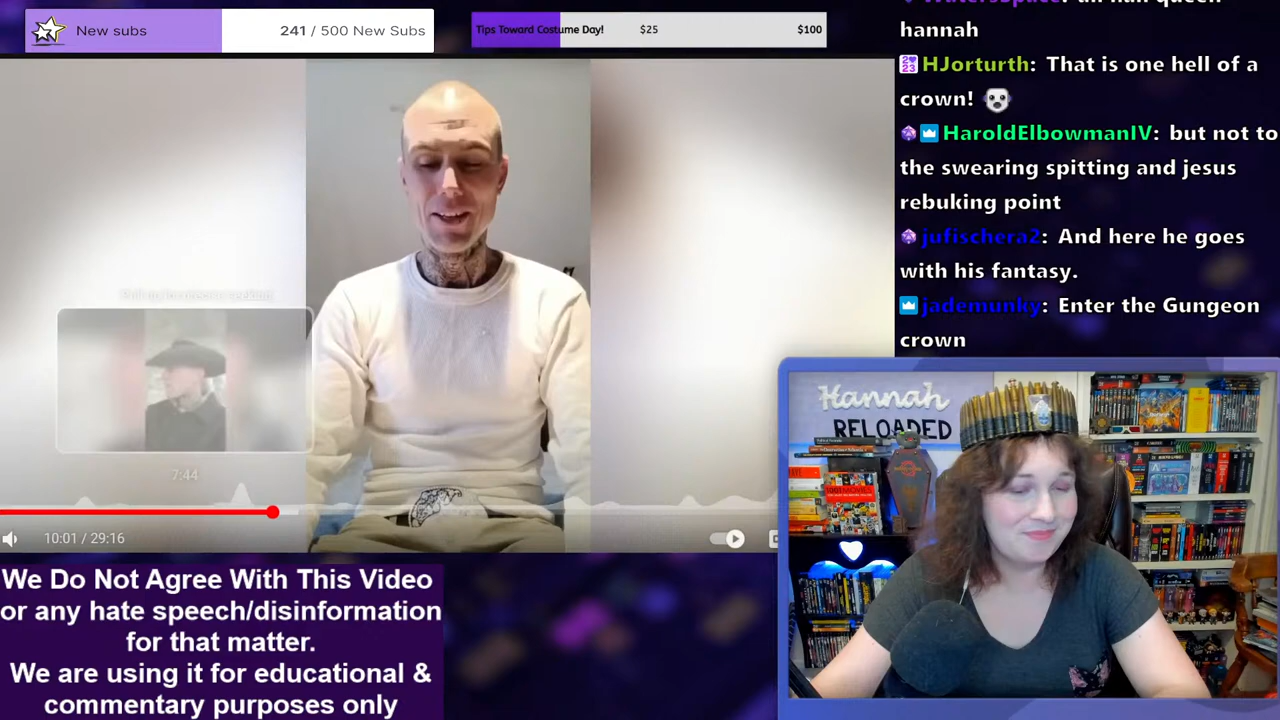 New subs
241 / 500 New Subs
Tips Toward Costume Day!
$25
$100
hannah
HJorturth: That is one hell of a
crown!
HaroldElbowmanIV: but not to
the swearing spitting and jesus
rebuking point
jufischera2: And here he goes
with his fantasy.
jademunky: Enter the Gungeon
crown
7:44
10:01 / 29:16
Hannah
RELOADED
We Do Not Agree With This Video
or any hate speech/disinformation
for that matter.
We are using it for educational &
commentary purposes only